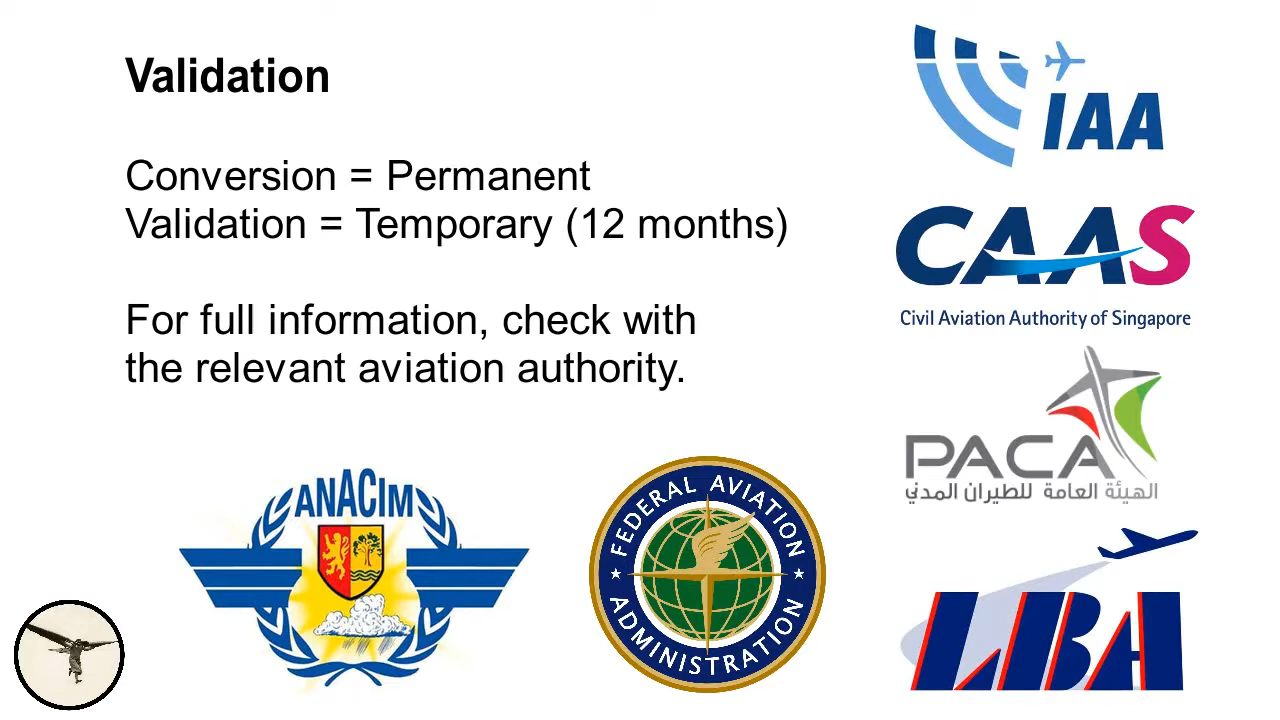 Validation
Conversion = Permanent
Validation = Temporary (12 months)
For full information, check with
the relevant aviation authority.
IAA
CAAS
Civil Aviation Authority of Singapore
PACA
الهيئة العامة للطيران المدني
ANACIM
FEDERAL AVIATION
ADMINISTRATION
LBA